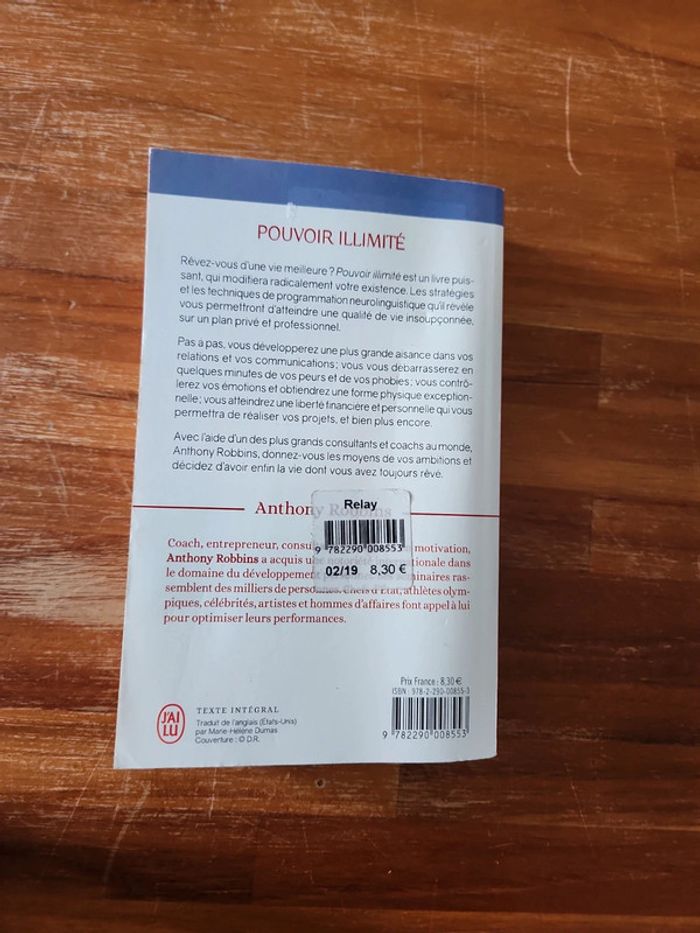 POUVOIR ILLIMITÉ
Rêvez-vous d'une vie meilleure ? Pouvoir illimité est un livre puis-
sant, qui modifiera radicalement votre existence. Les stratégies
et les techniques de programmation neurolinguistique qu'il révèle
vous permettront d'atteindre une qualité de vie insoupçonnée,
sur un plan privé et professionnel.
Pas à pas, vous développerez une plus grande aisance dans vos
relations et vos communications; vous vous débarrasserez en
quelques minutes de vos peurs et de vos phobies; vous contrô-
lerez vos émotions et obtiendrez une forme physique exception-
nelle; vous atteindrez une liberté financière et personnelle qui vous
permettra de réaliser vos projets, et bien plus encore.
Avec l'aide d'un des plus grands consultants et coachs au monde,
Anthony Robbins, donnez-vous les moyens de vos ambitions et
décidez d'avoir enfin la vie dont vous avez toujours rêvé.
Anthony Robbins
Relay
9 782290 008553
02/19 8,30 €
Coach, entrepreneur, motivation,
Anthony Robbins a acquis
le domaine du développement ras-
semblent des milliers de Chefs d'État, athlètes olym-
piques, célébrités, artistes et hommes d'affaires font appel à lui
pour optimiser leurs performances.
Prix France : 8,30 €
ISBN : 978-2-290-00855-3
9 782290 008553
J'AI
LU
TEXTE INTÉGRAL
Traduit de l'anglais (États-Unis)
par Marie-Hélène Dumas
Couverture : © D.R.